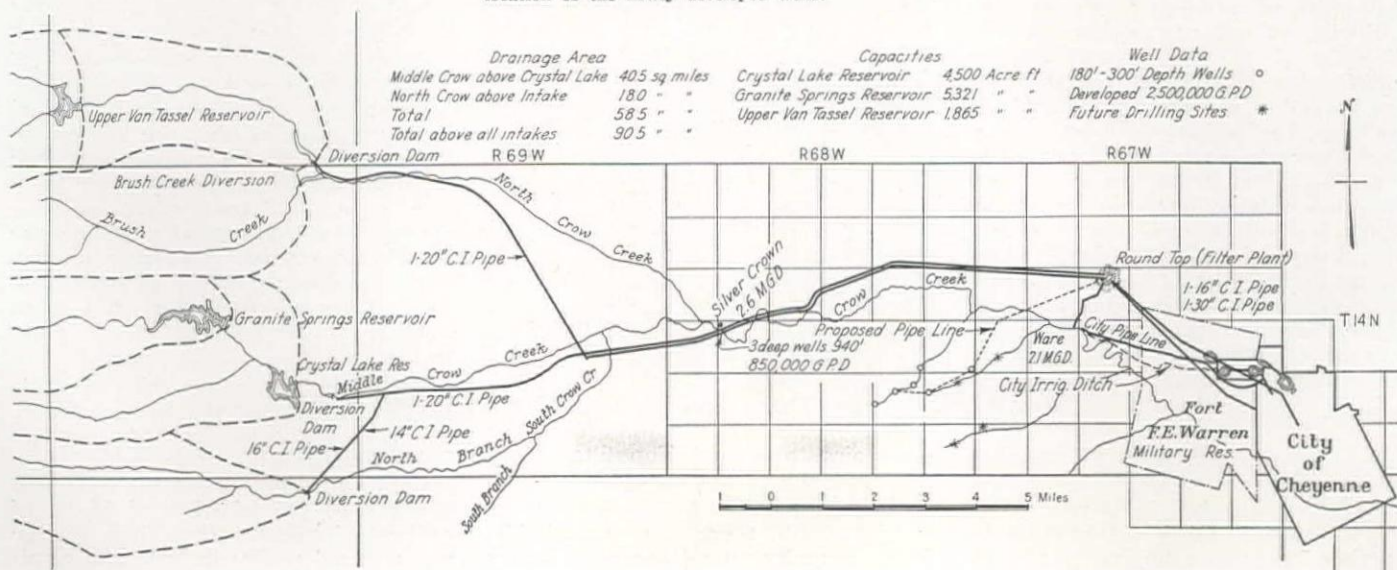 Drainage Area
Middle Crow above Crystal Lake 40.5 sq miles
North Crow above Intake 18.0 " "
Total 58.5 " "
Total above all intakes 90.5 " "
Capacities
Crystal Lake Reservoir 4,500 Acre ft
Granite Springs Reservoir 5,321 " "
Upper Van Tassel Reservoir 1,865 " "
Well Data
180'-300' Depth Wells
Developed 2,500,000 G.P.D
Future Drilling Sites
N
Upper Van Tassel Reservoir
Diversion Dam
R 69W
R 68W
R 67W
Brush Creek Diversion
Brush Creek
North Crow Creek
1-20" C.I. Pipe
Silver Crown
2.6 M.G.D.
Crow Creek
Round Top (Filter Plant)
1-16" C.I. Pipe
1-30" C.I. Pipe
T 14 N
Granite Springs Reservoir
Crystal Lake Res
Middle Crow Creek
3 deep wells 940'
850,000 G.P.D
Proposed Pipe Line
Ware
2.1 M.G.D.
City Pipe Line
City Irrig. Ditch
Diversion
Dam
1-20" C.I. Pipe
16" C.I. Pipe
14" C.I. Pipe
North Branch South Crow Cr
South Branch
Diversion Dam
Fort
F.E. Warren
Military Res.
City
of
Cheyenne
1 0 1 2 3 4 5 Miles